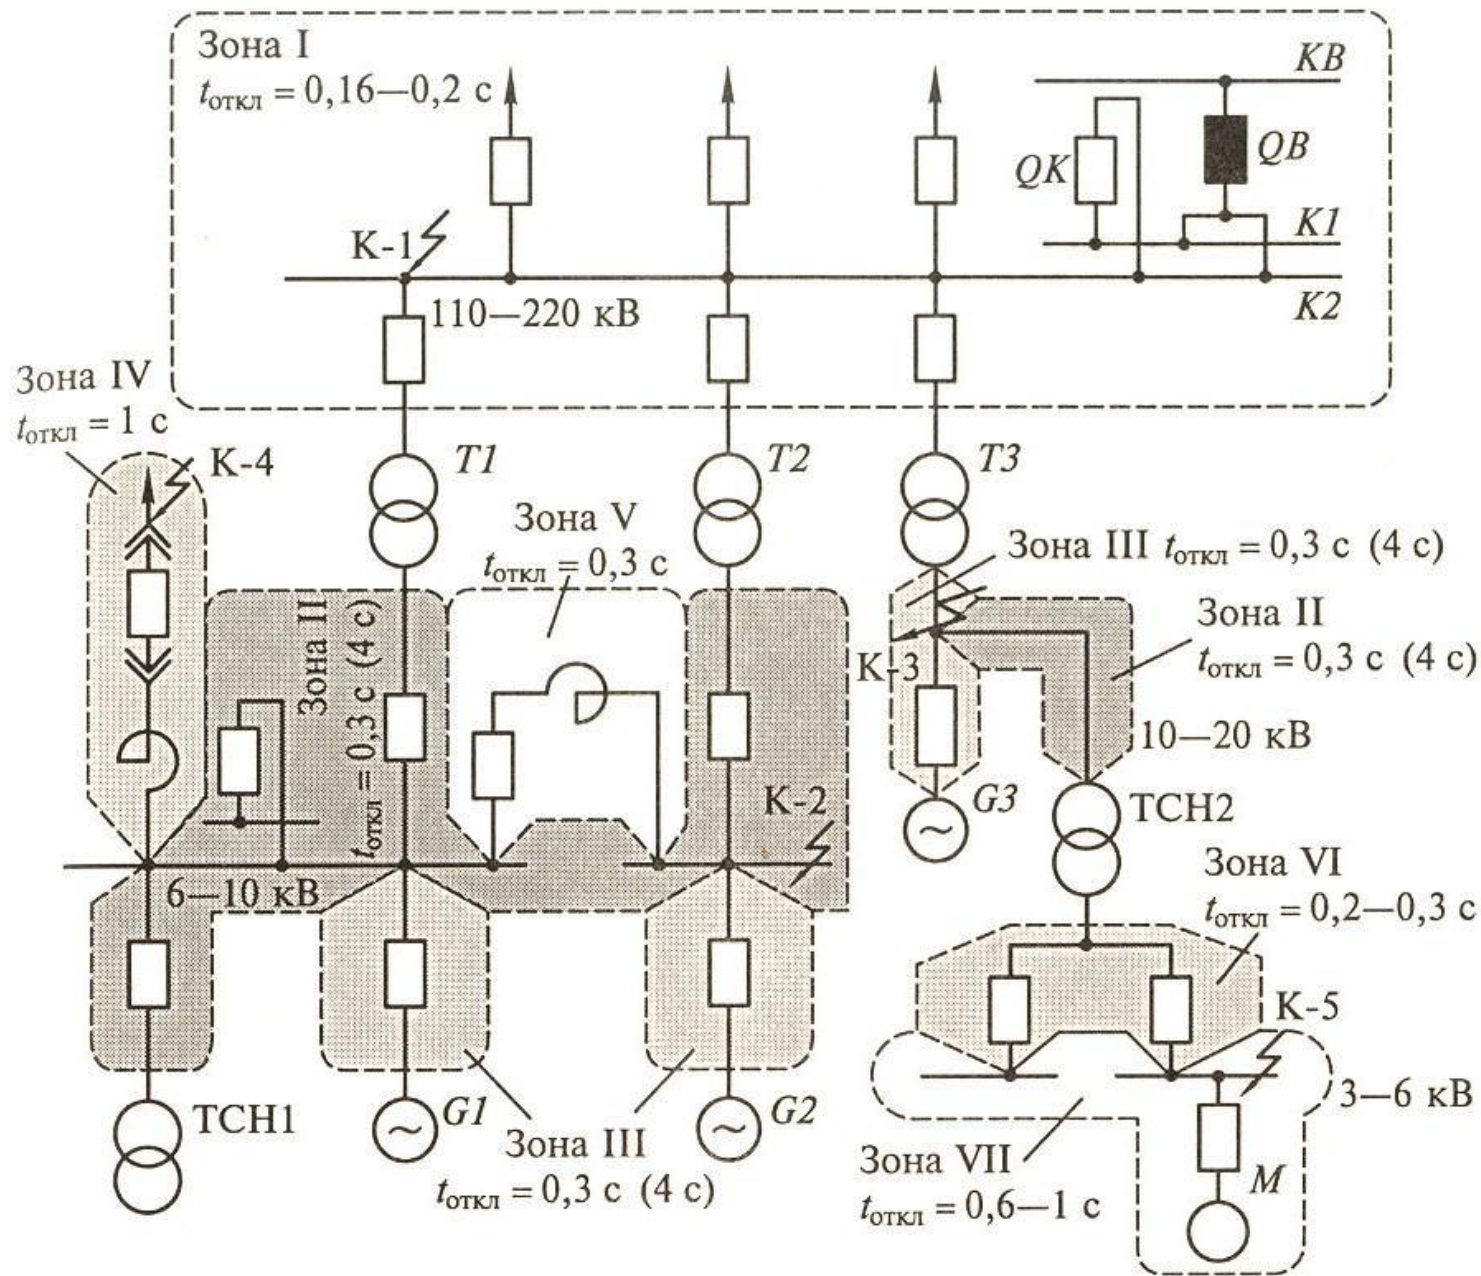 Зона I
tоткл = 0,16—0,2 с
KB
QK
QB
K1
К-1
K2
110—220 кВ
Зона IV
tоткл = 1 с
К-4
T1
T2
T3
Зона V
tоткл = 0,3 с
Зона III tоткл = 0,3 с (4 с)
Зона II
tоткл = 0,3 с (4 с)
Зона II
tоткл = 0,3 с (4 с)
К-3
10—20 кВ
К-2
G3
ТСН2
6—10 кВ
Зона VI
tоткл = 0,2—0,3 с
К-5
ТСН1
G1
G2
3—6 кВ
Зона III
tоткл = 0,3 с (4 с)
Зона VII
tоткл = 0,6—1 с
M
~
~
~